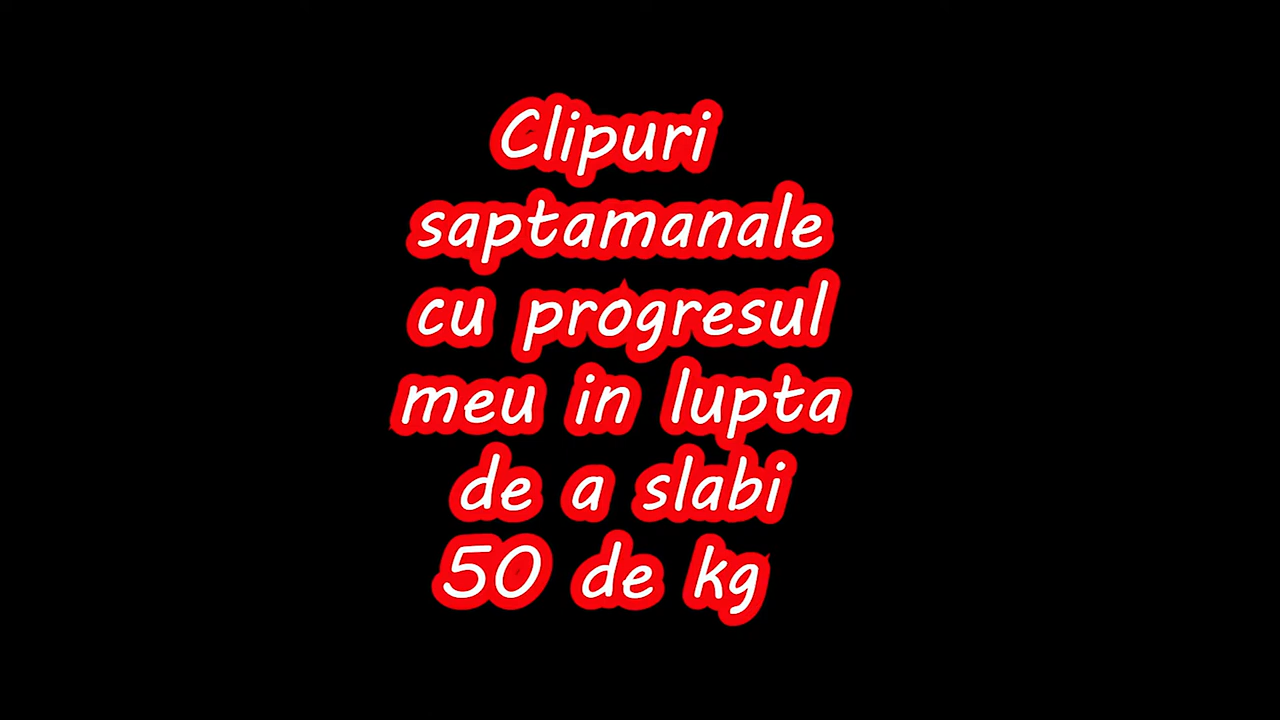 Clipuri
saptamanale
cu progresul
meu in lupta
de a slabi
50 de kg